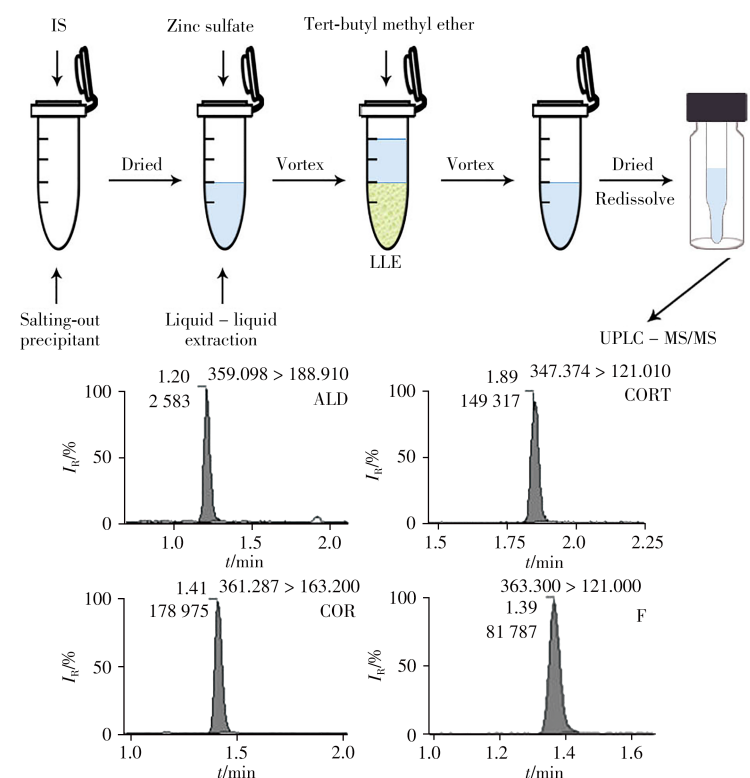 IS
Zinc sulfate
Tert-butyl methyl ether
Dried
Vortex
Vortex
Dried
Redissolve
LLE
Salting-out
precipitant
Liquid – liquid
extraction
UPLC – MS/MS
1.20
359.098 > 188.910
2 583
ALD
100
50
0
I_R/%
1.0
1.5
2.0
t/min
1.89
347.374 > 121.010
149 317
CORT
100
50
0
I_R/%
1.5
1.75
2.0
2.25
t/min
1.41
361.287 > 163.200
178 975
COR
100
50
0
I_R/%
1.0
1.5
2.0
t/min
363.300 > 121.000
1.39
81 787
F
100
50
0
I_R/%
1.0
1.2
1.4
1.6
t/min